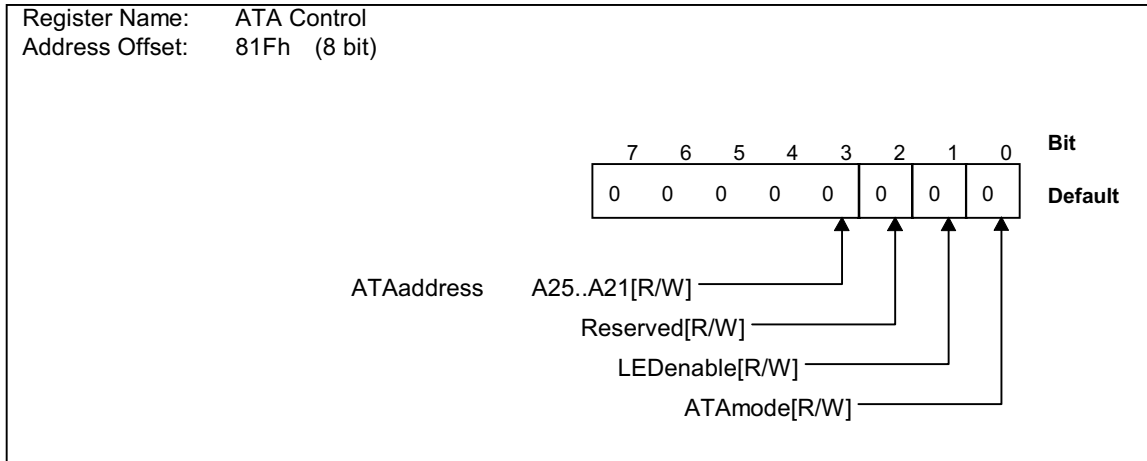 Register Name: ATA Control
Address Offset: 81Fh (8 bit)
7 6 5 4 3 2 1 0 Bit
0 0 0 0 0 0 0 0 Default
ATAaddress A25..A21[R/W]
Reserved[R/W]
LEDenable[R/W]
ATAmode[R/W]